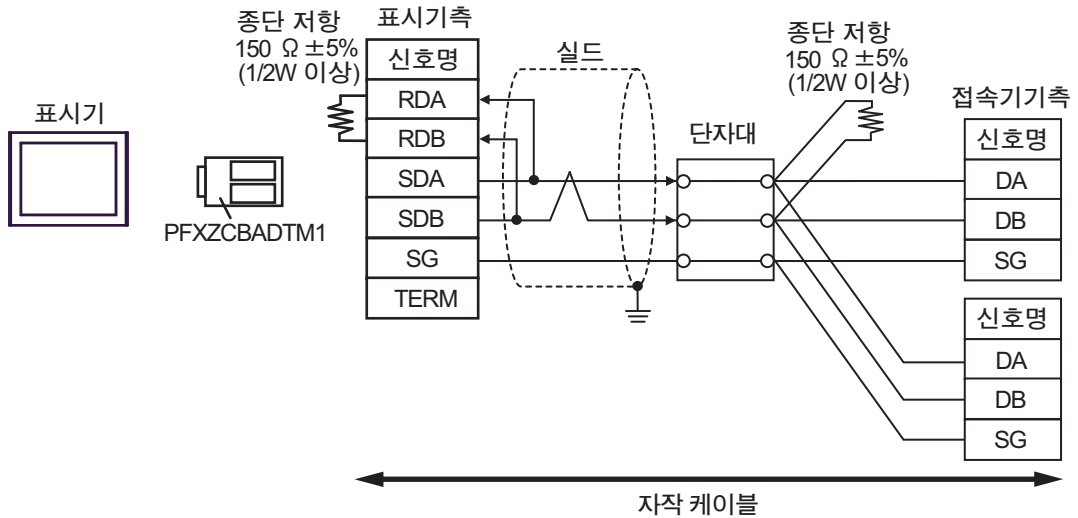 표시기
PFXZCBADTM1
종단 저항
150 Ω ±5%
(1/2W 이상)
표시기측
신호명
RDA
RDB
SDA
SDB
SG
TERM
실드
단자대
종단 저항
150 Ω ±5%
(1/2W 이상)
접속기기측
신호명
DA
DB
SG
신호명
DA
DB
SG
자작 케이블